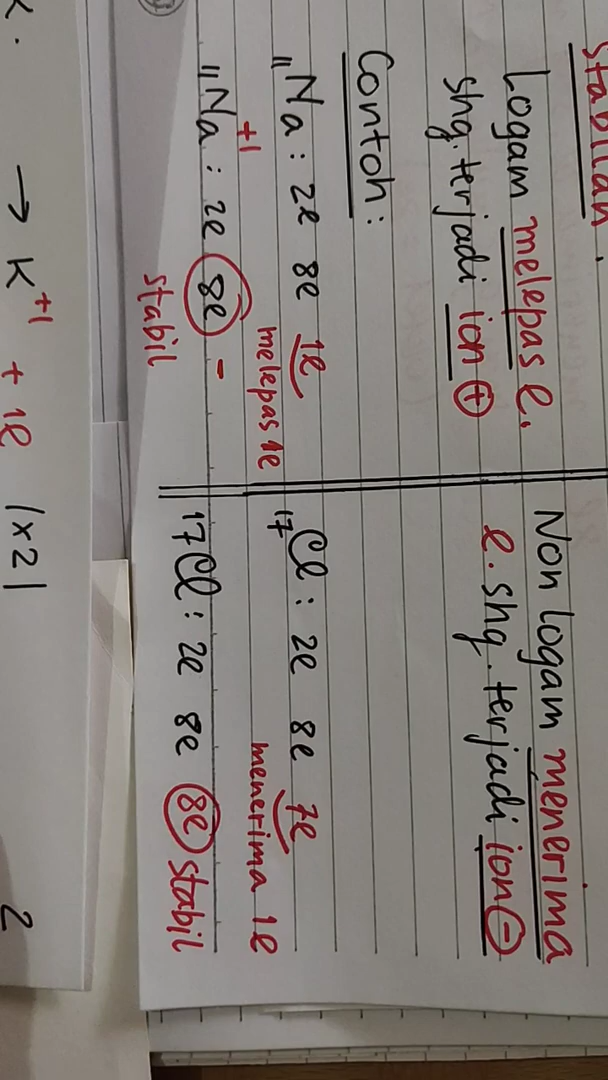 stabilan.
Logam melepas e.
shg. terjadi ion ⊕
Contoh:
11Na : 2e 8e 1e
melepas 1e
+1
11Na : 2e 8e -
stabil
Non logam menerima
e. shg. terjadi ion ⊖
17Cl : 2e 8e 7e
menerima 1e
17Cl : 2e 8e 8e stabil
→ K+1 + 1e |x2|
2